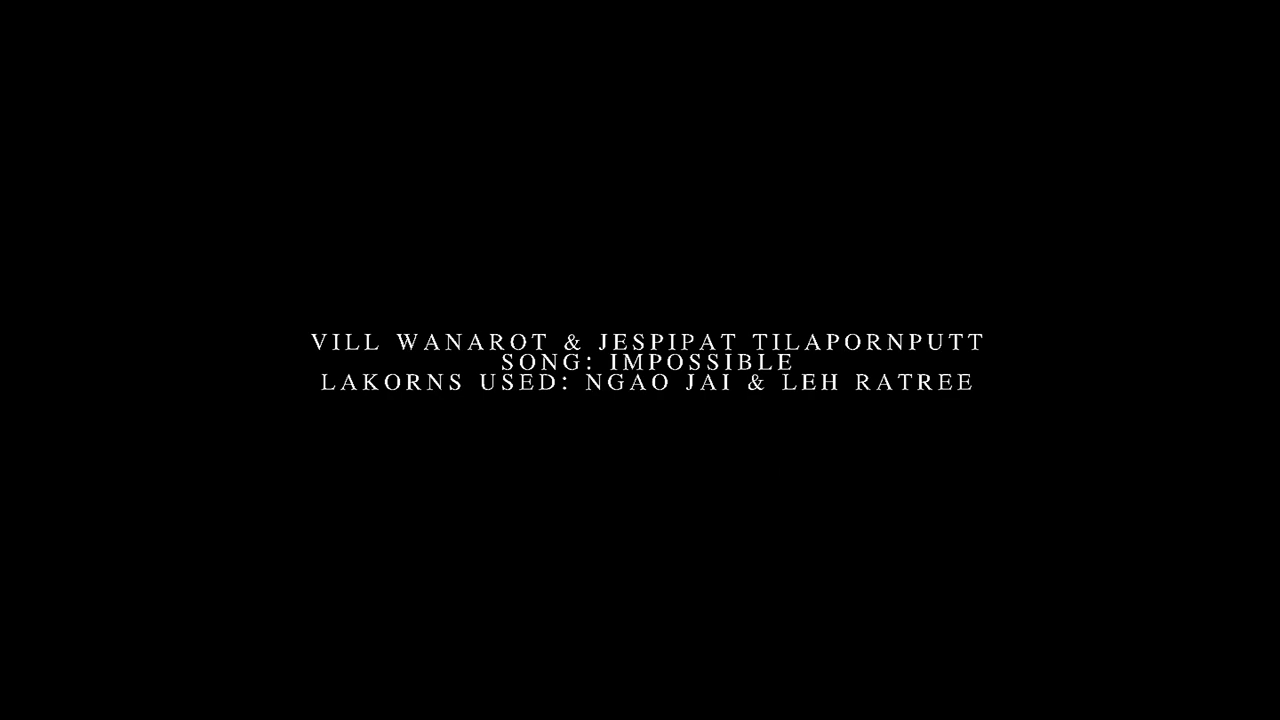 VILL WANAROT & JESPIPAT TILAPORNPUTT
SONG: IMPOSSIBLE
LAKORNS USED: NGAO JAI & LEH RATREE